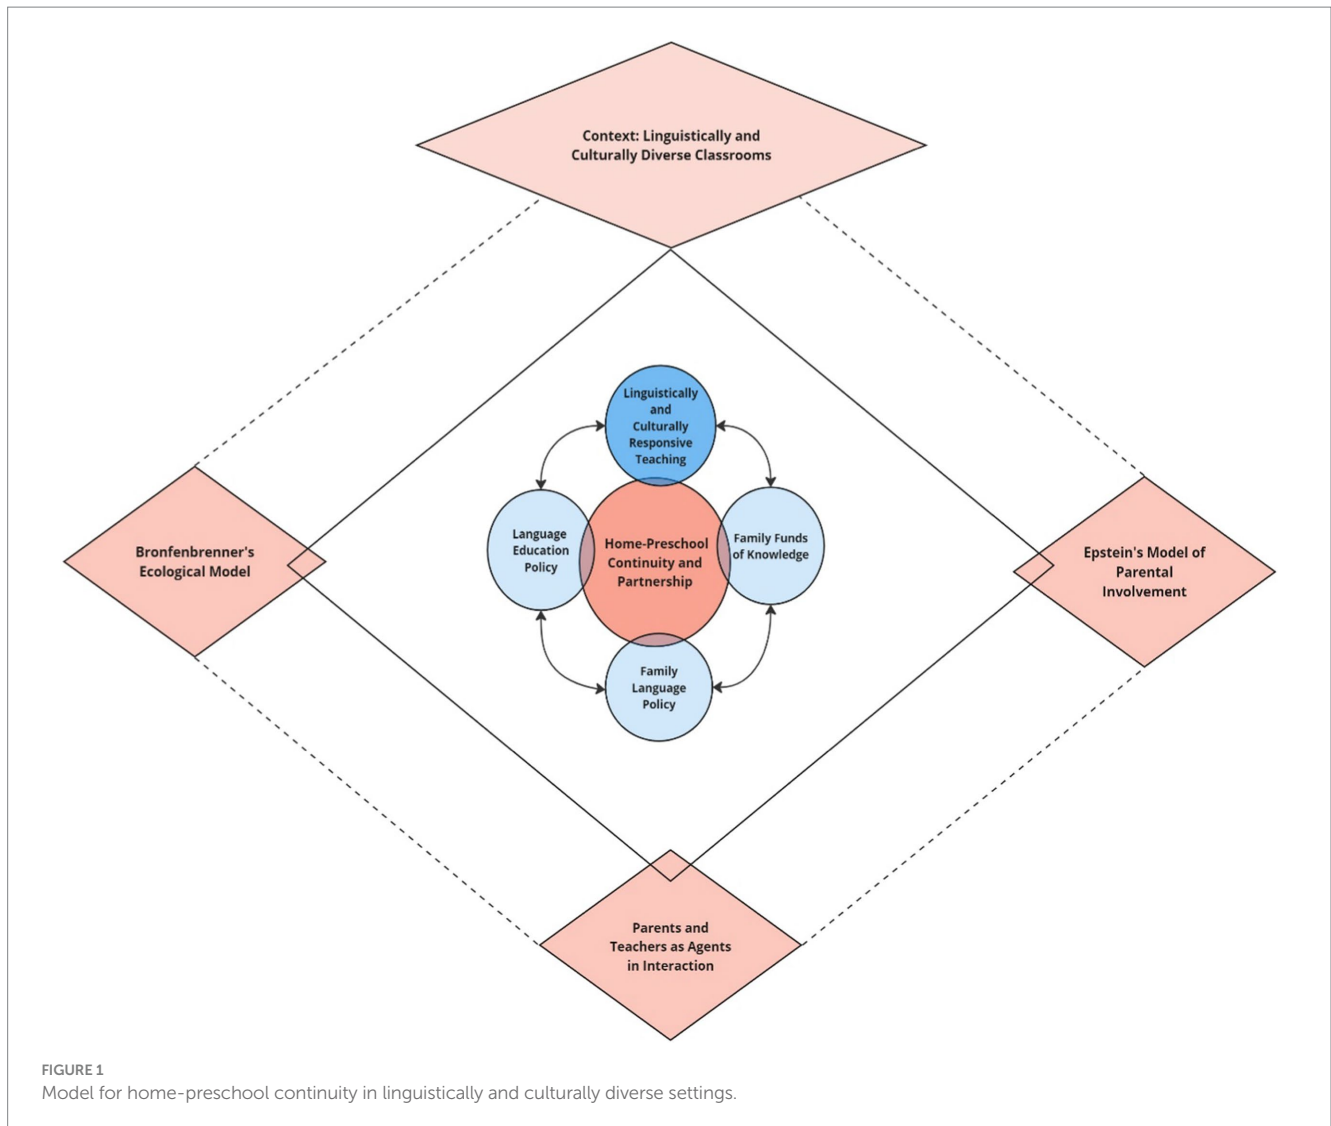 Context: Linguistically and
Culturally Diverse Classrooms
Linguistically
and
Culturally
Responsive
Teaching
Language
Education
Policy
Home-Preschool
Continuity and
Partnership
Family Funds
of Knowledge
Bronfenbrenner's
Ecological Model
Epstein's Model of
Parental
Involvement
Family
Language
Policy
Parents and
Teachers as Agents
in Interaction
FIGURE 1
Model for home-preschool continuity in linguistically and culturally diverse settings.